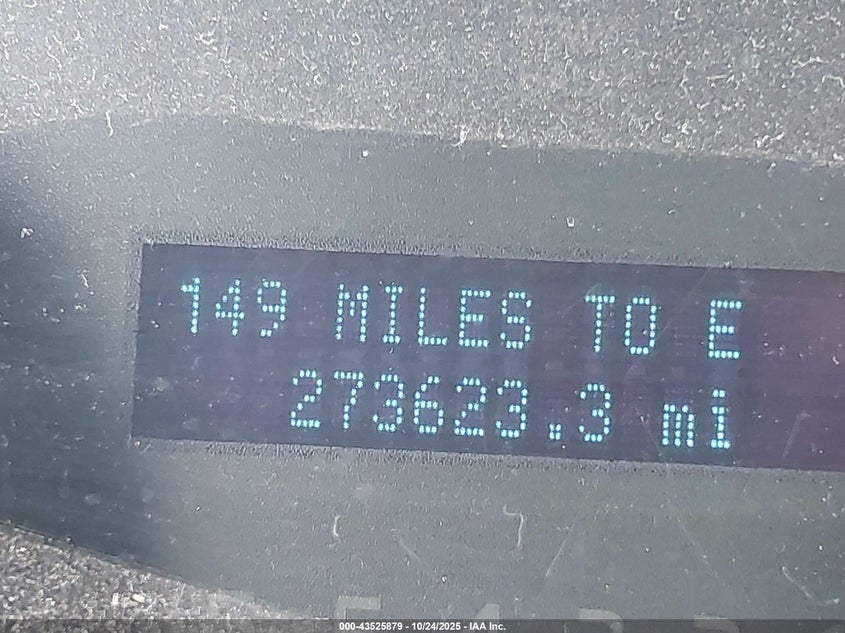 149 MILES TO E
273623.3 mi
000-43525879 - 10/24/2025 - IAA Inc.